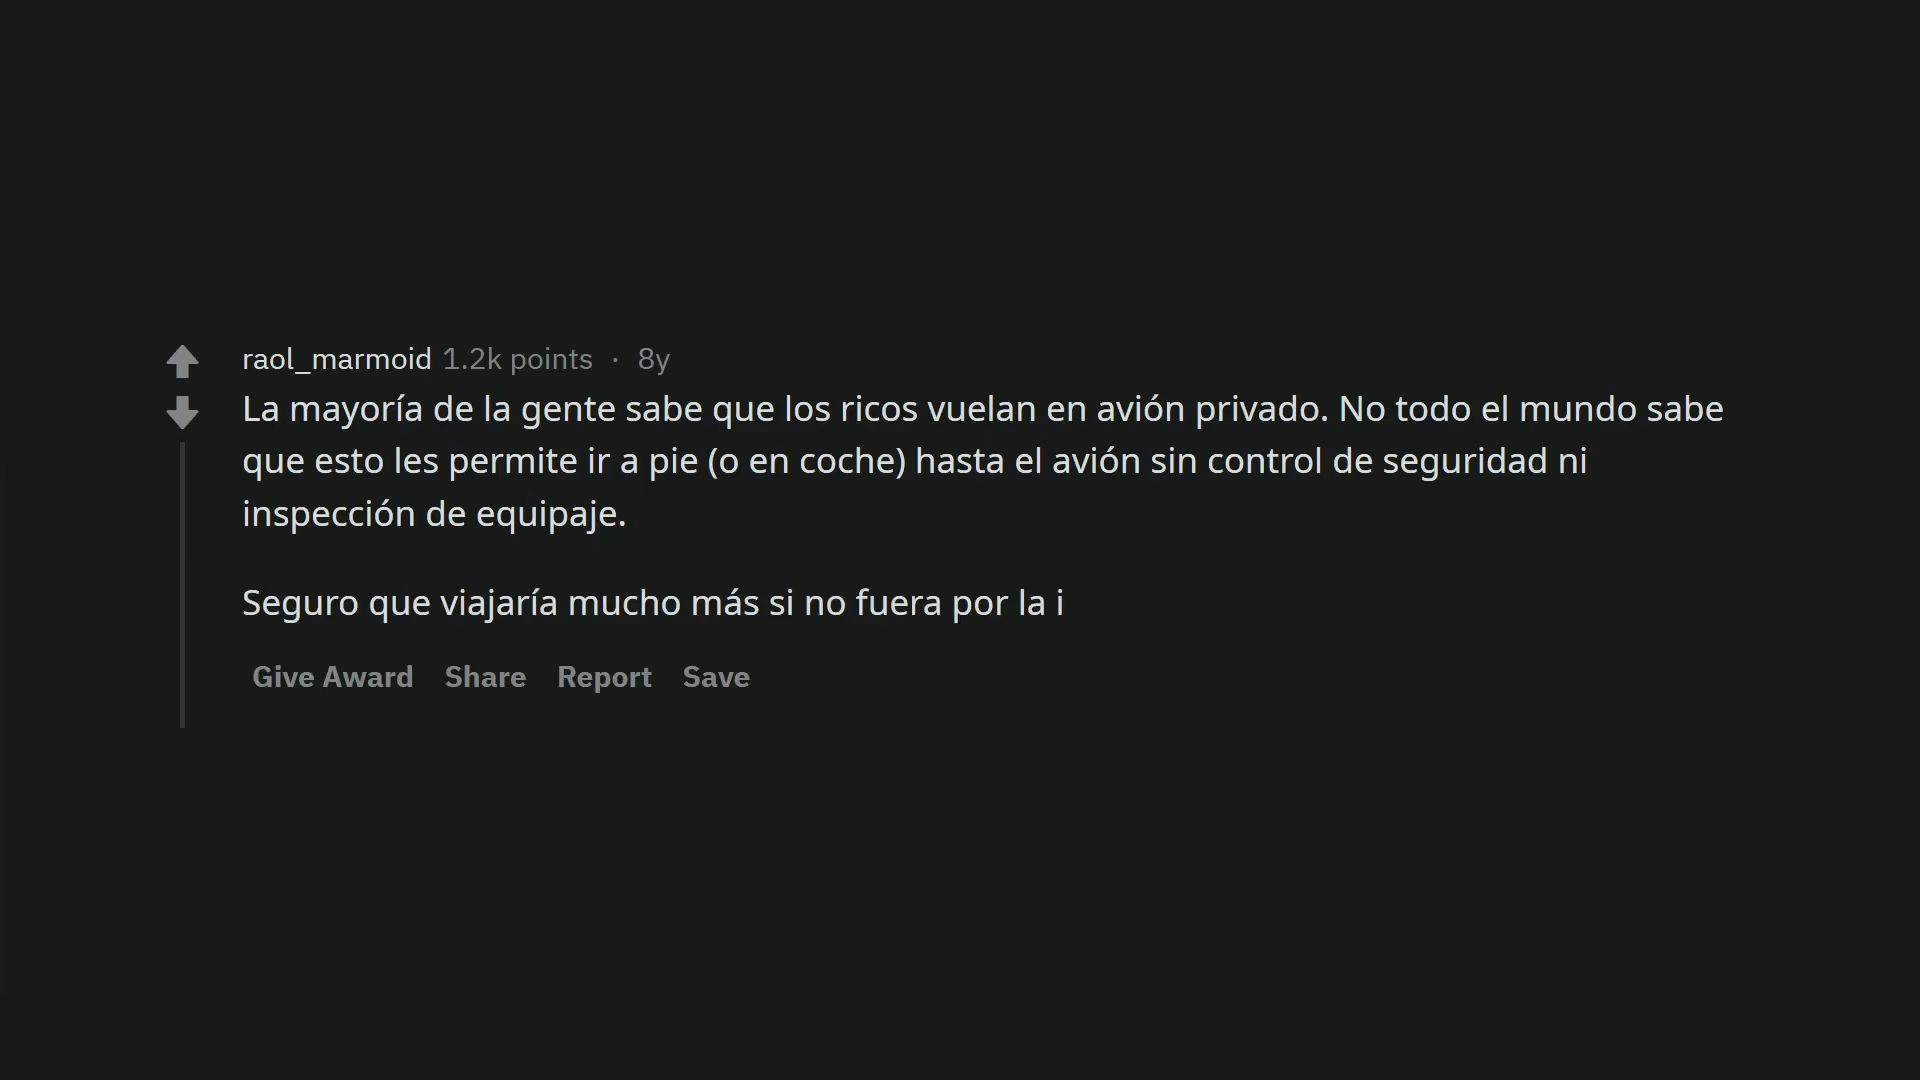 raol_marmoid 1.2k points · 8y
La mayoría de la gente sabe que los ricos vuelan en avión privado. No todo el mundo sabe
que esto les permite ir a pie (o en coche) hasta el avión sin control de seguridad ni
inspección de equipaje.
Seguro que viajaría mucho más si no fuera por la i
Give Award Share Report Save